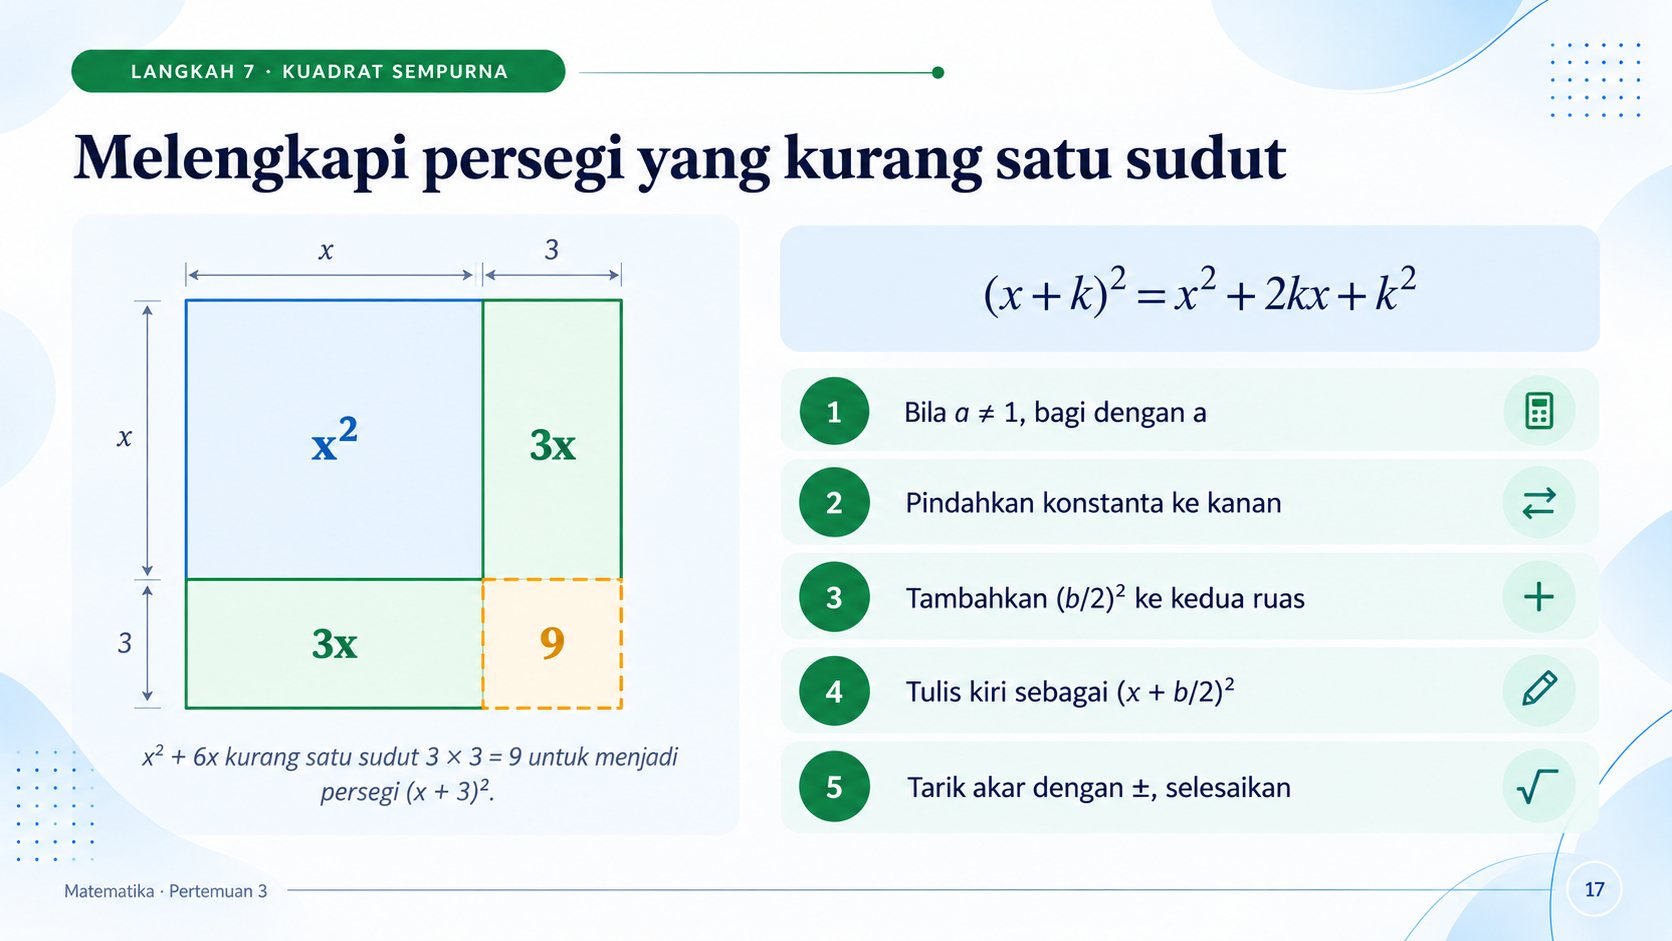 LANGKAH 7 · KUADRAT SEMPURNA
Melengkapi persegi yang kurang satu sudut
x
3
x
x²
3x
3
3x
9
x² + 6x kurang satu sudut 3 × 3 = 9 untuk menjadi
persegi (x + 3)².
(x + k)² = x² + 2kx + k²
1 Bila a ≠ 1, bagi dengan a
2 Pindahkan konstanta ke kanan
3 Tambahkan (b/2)² ke kedua ruas
4 Tulis kiri sebagai (x + b/2)²
5 Tarik akar dengan ±, selesaikan
Matematika · Pertemuan 3
17